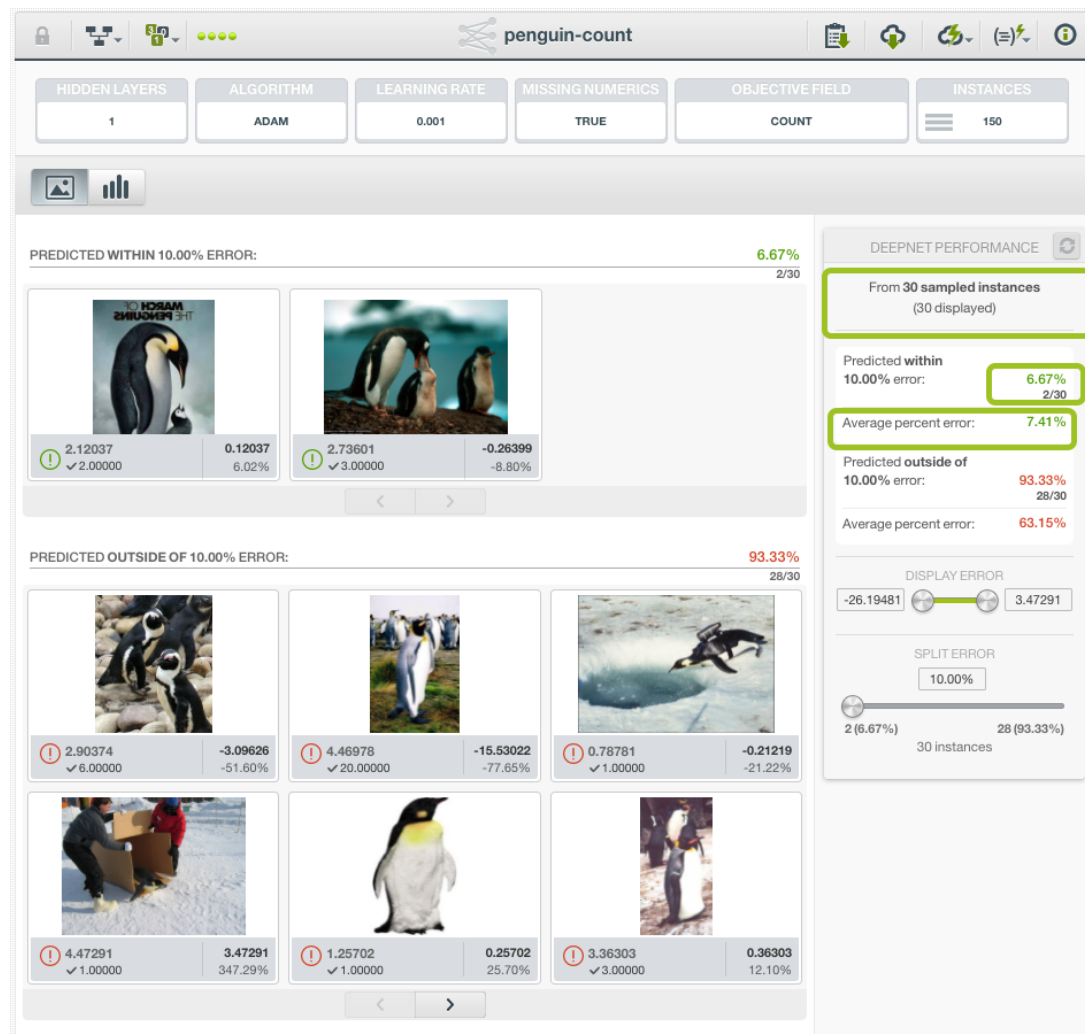 penguin-count
HIDDEN LAYERS
1
ALGORITHM
ADAM
LEARNING RATE
0.001
MISSING NUMERICS
TRUE
OBJECTIVE FIELD
COUNT
INSTANCES
150
PREDICTED WITHIN 10.00% ERROR:
6.67%
2/30
MARCH OF
THE PENGUINS
2.12037 0.12037
2.00000 6.02%
2.73601 -0.26399
3.00000 -8.80%
PREDICTED OUTSIDE OF 10.00% ERROR:
93.33%
28/30
2.90374 -3.09626
6.00000 -51.60%
4.46978 -15.53022
20.00000 -77.65%
0.78781 -0.21219
1.00000 -21.22%
4.47291 3.47291
1.00000 347.29%
1.25702 0.25702
1.00000 25.70%
3.36303 0.36303
3.00000 12.10%
DEEPNET PERFORMANCE
From 30 sampled instances
(30 displayed)
Predicted within
10.00% error: 6.67%
2/30
Average percent error: 7.41%
Predicted outside of
10.00% error: 93.33%
28/30
Average percent error: 63.15%
DISPLAY ERROR
-26.19481 3.47291
SPLIT ERROR
10.00%
2 (6.67%) 28 (93.33%)
30 instances